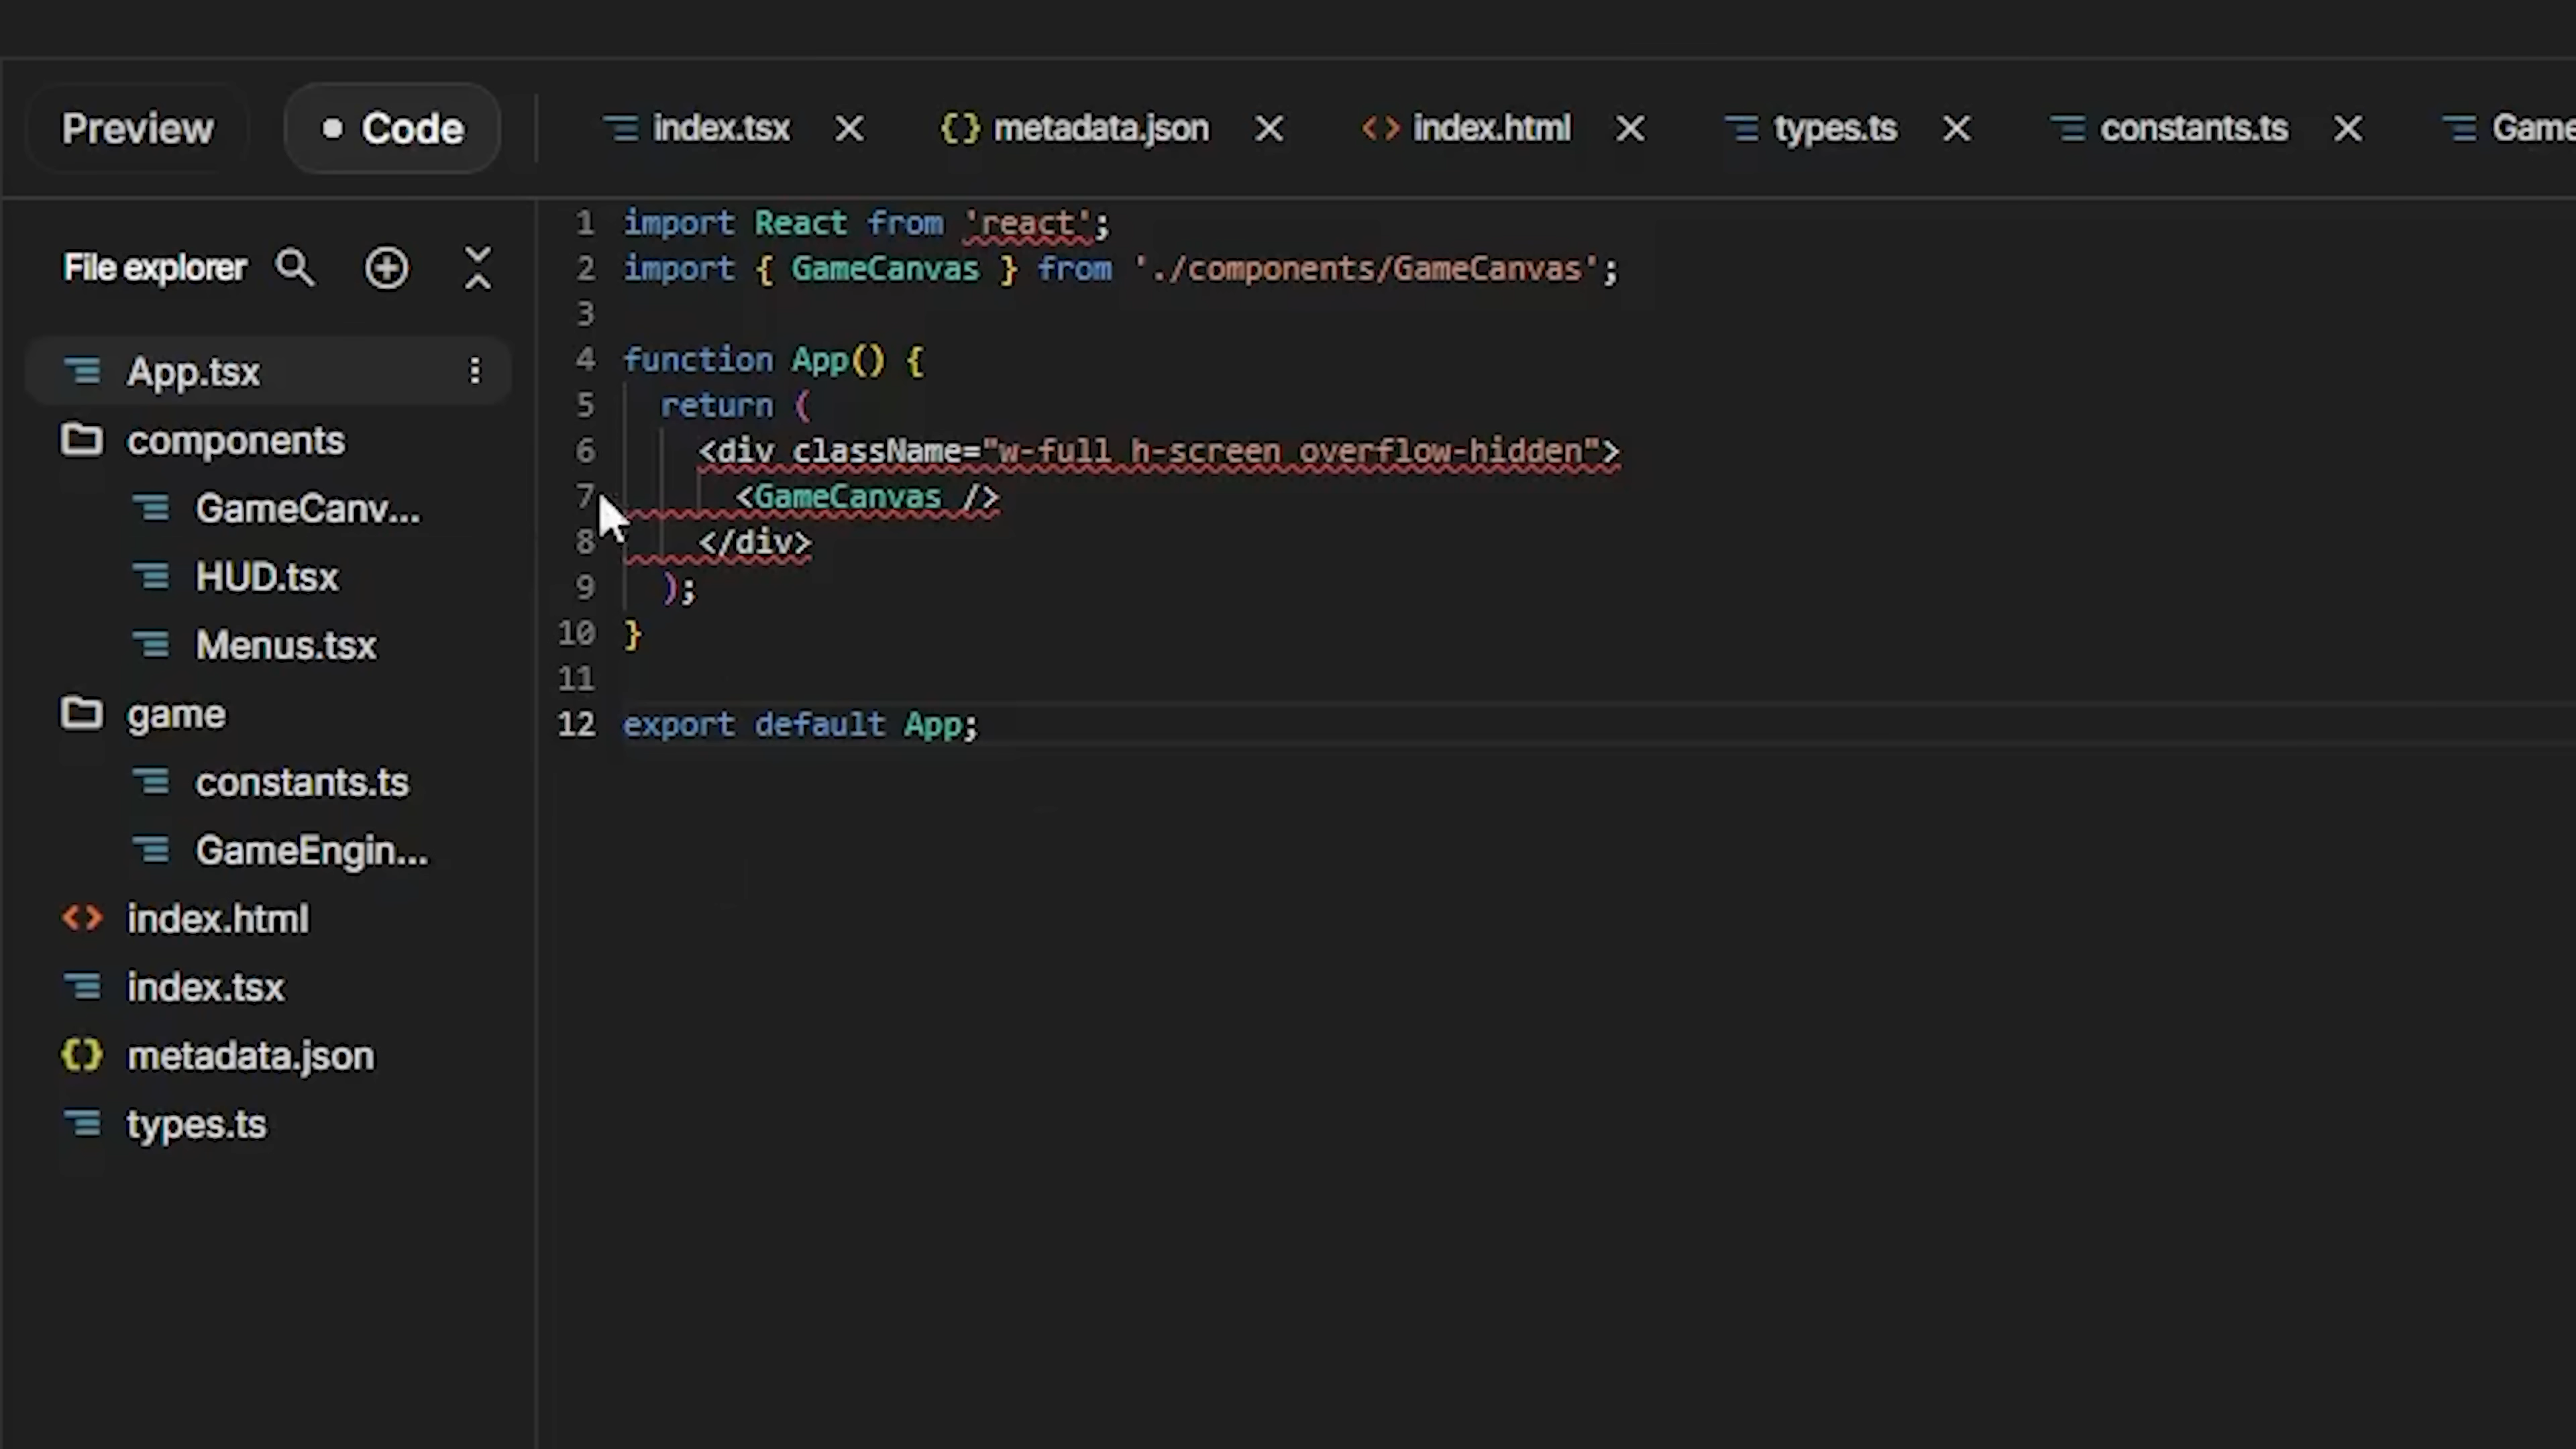 Preview
Code
index.tsx
metadata.json
index.html
types.ts
constants.ts
Game
File explorer
App.tsx
components
GameCanv...
HUD.tsx
Menus.tsx
game
constants.ts
GameEngin...
index.html
index.tsx
metadata.json
types.ts
1 import React from 'react';
2 import { GameCanvas } from './components/GameCanvas';
3
4 function App() {
5 return (
6 <div className="w-full h-screen overflow-hidden">
7 <GameCanvas />
8 </div>
9 );
10 }
11
12 export default App;